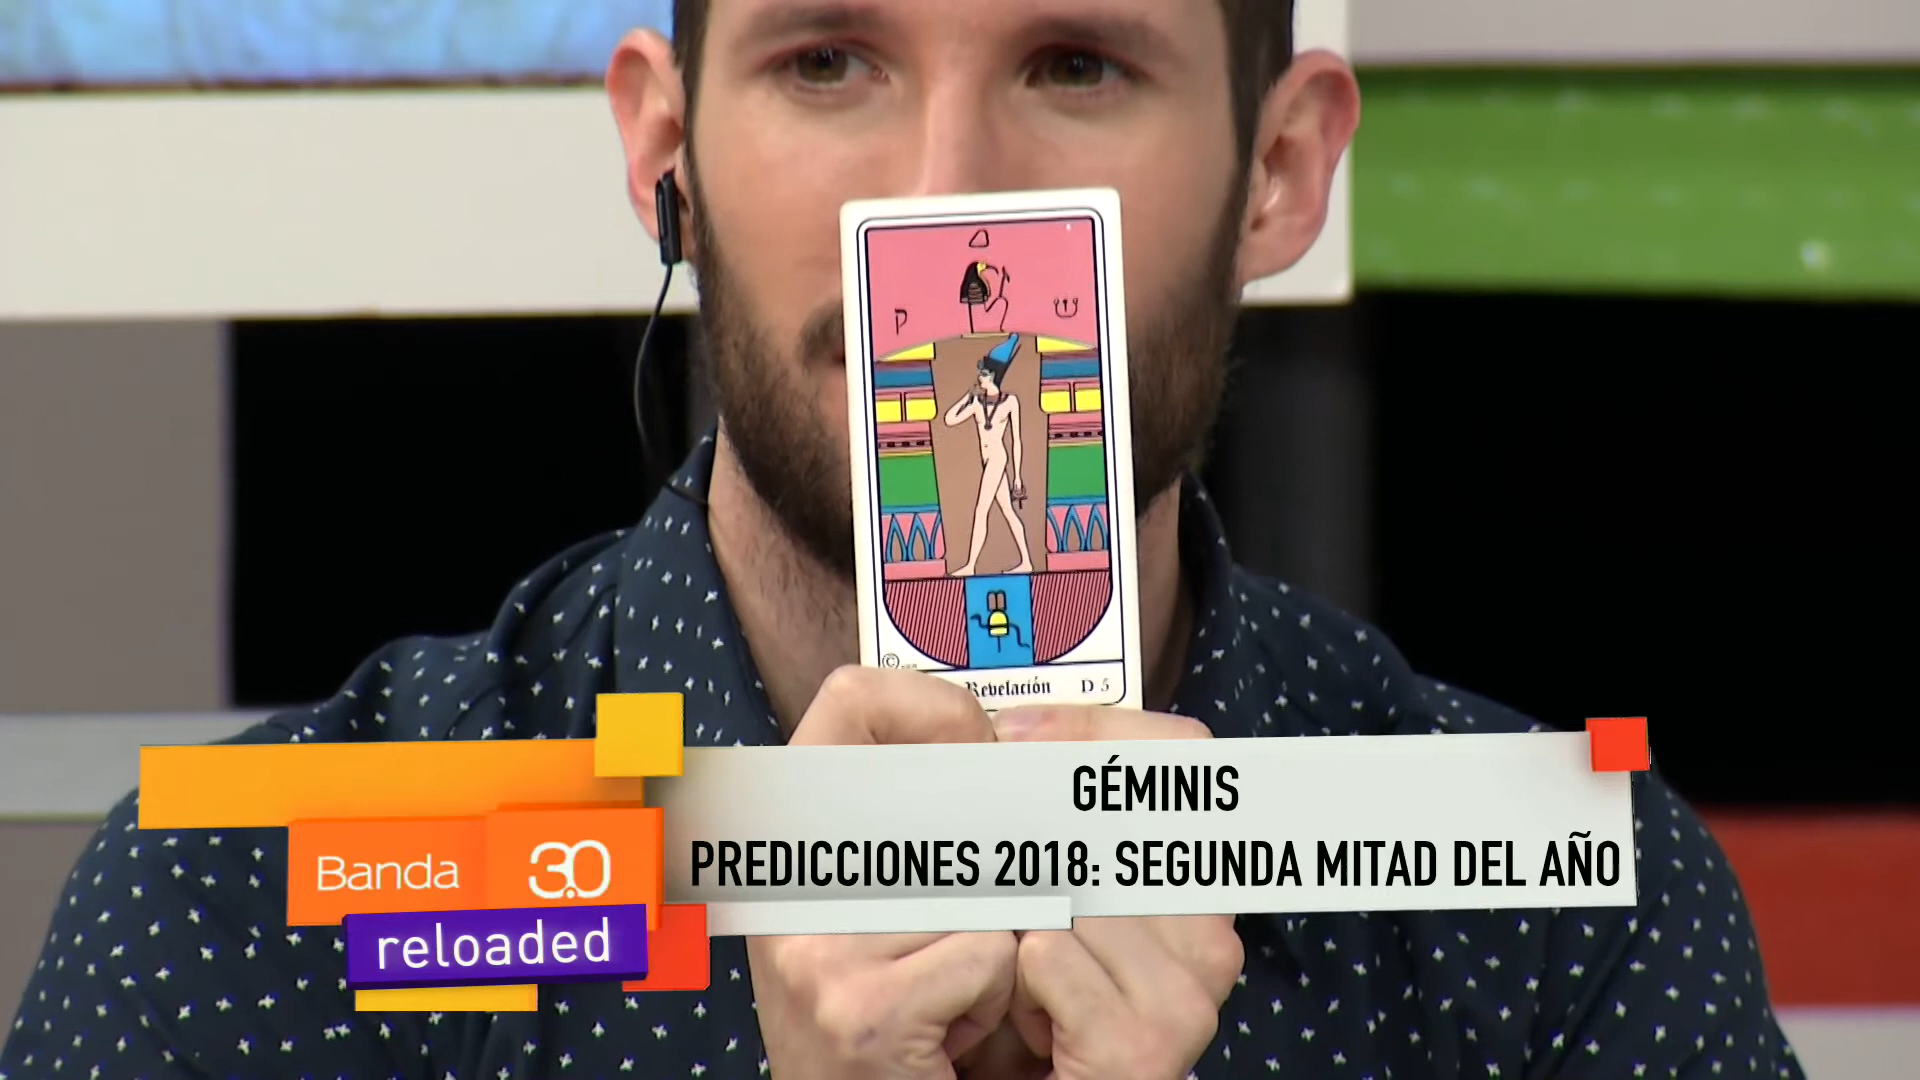 P
Revelación D 5
GÉMINIS
PREDICCIONES 2018: SEGUNDA MITAD DEL AÑO
Banda 3.0
reloaded